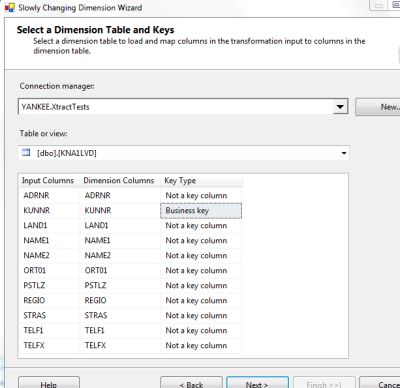 Slowly Changing Dimension Wizard
Select a Dimension Table and Keys
Select a dimension table to load and map columns in the transformation input to columns in
the dimension table.
Connection manager:
YANKEE.XtractTests
New...
Table or view:
[dbo].[KNA1LVD]
Input Columns Dimension Columns Key Type
ADRNR ADRNR Not a key column
KUNNR KUNNR Business key
LAND1 LAND1 Not a key column
NAME1 NAME1 Not a key column
NAME2 NAME2 Not a key column
ORT01 ORT01 Not a key column
PSTLZ PSTLZ Not a key column
REGIO REGIO Not a key column
STRAS STRAS Not a key column
TELF1 TELF1 Not a key column
TELFX TELFX Not a key column
Help < Back Next > Finish >>| Cance